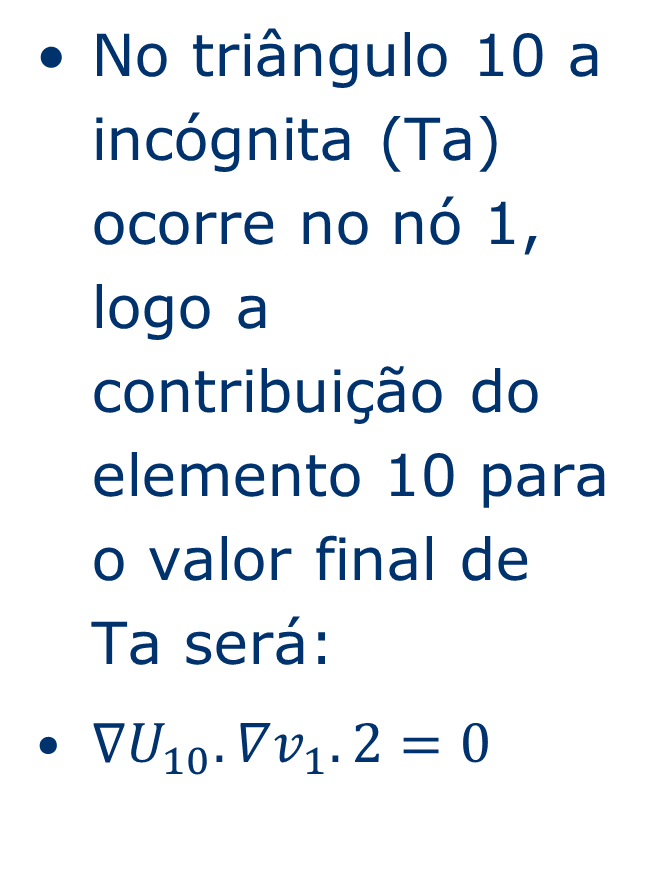 • No triângulo 10 a
incógnita (Ta)
ocorre no nó 1,
logo a
contribuição do
elemento 10 para
o valor final de
Ta será:
• ∇U₁₀.∇v₁.2 = 0